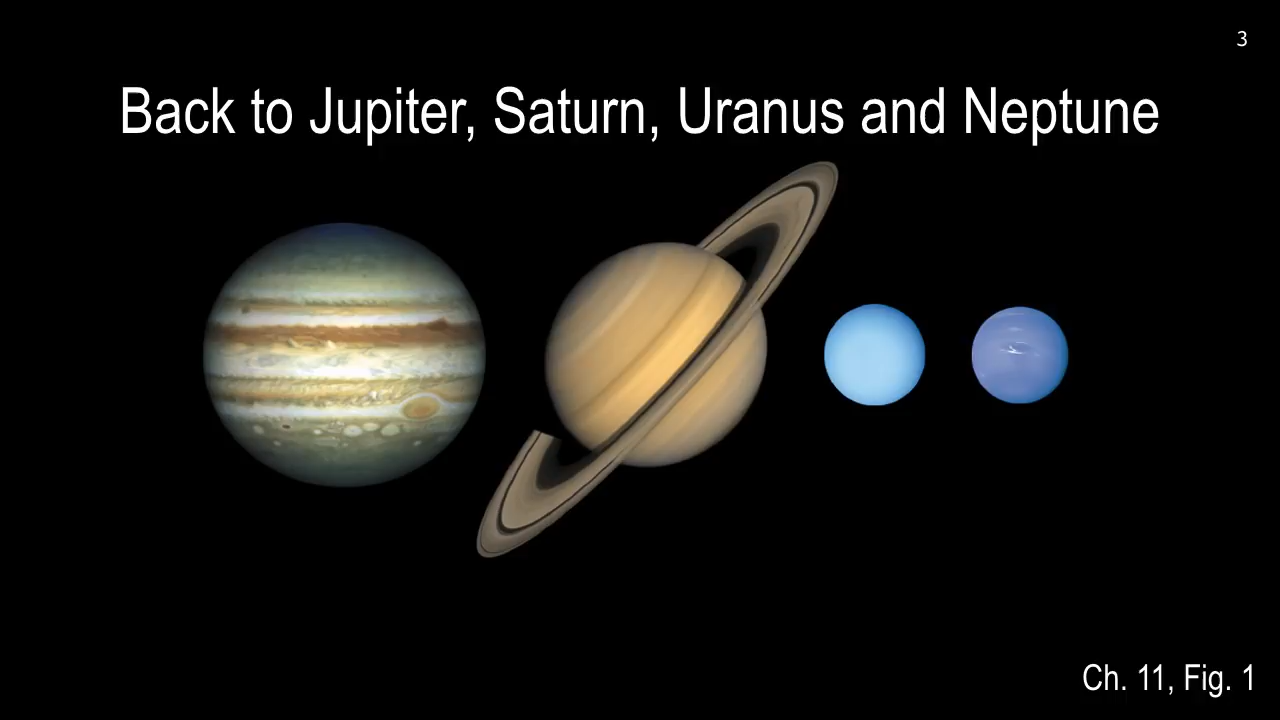 3
Back to Jupiter, Saturn, Uranus and Neptune
Ch. 11, Fig. 1